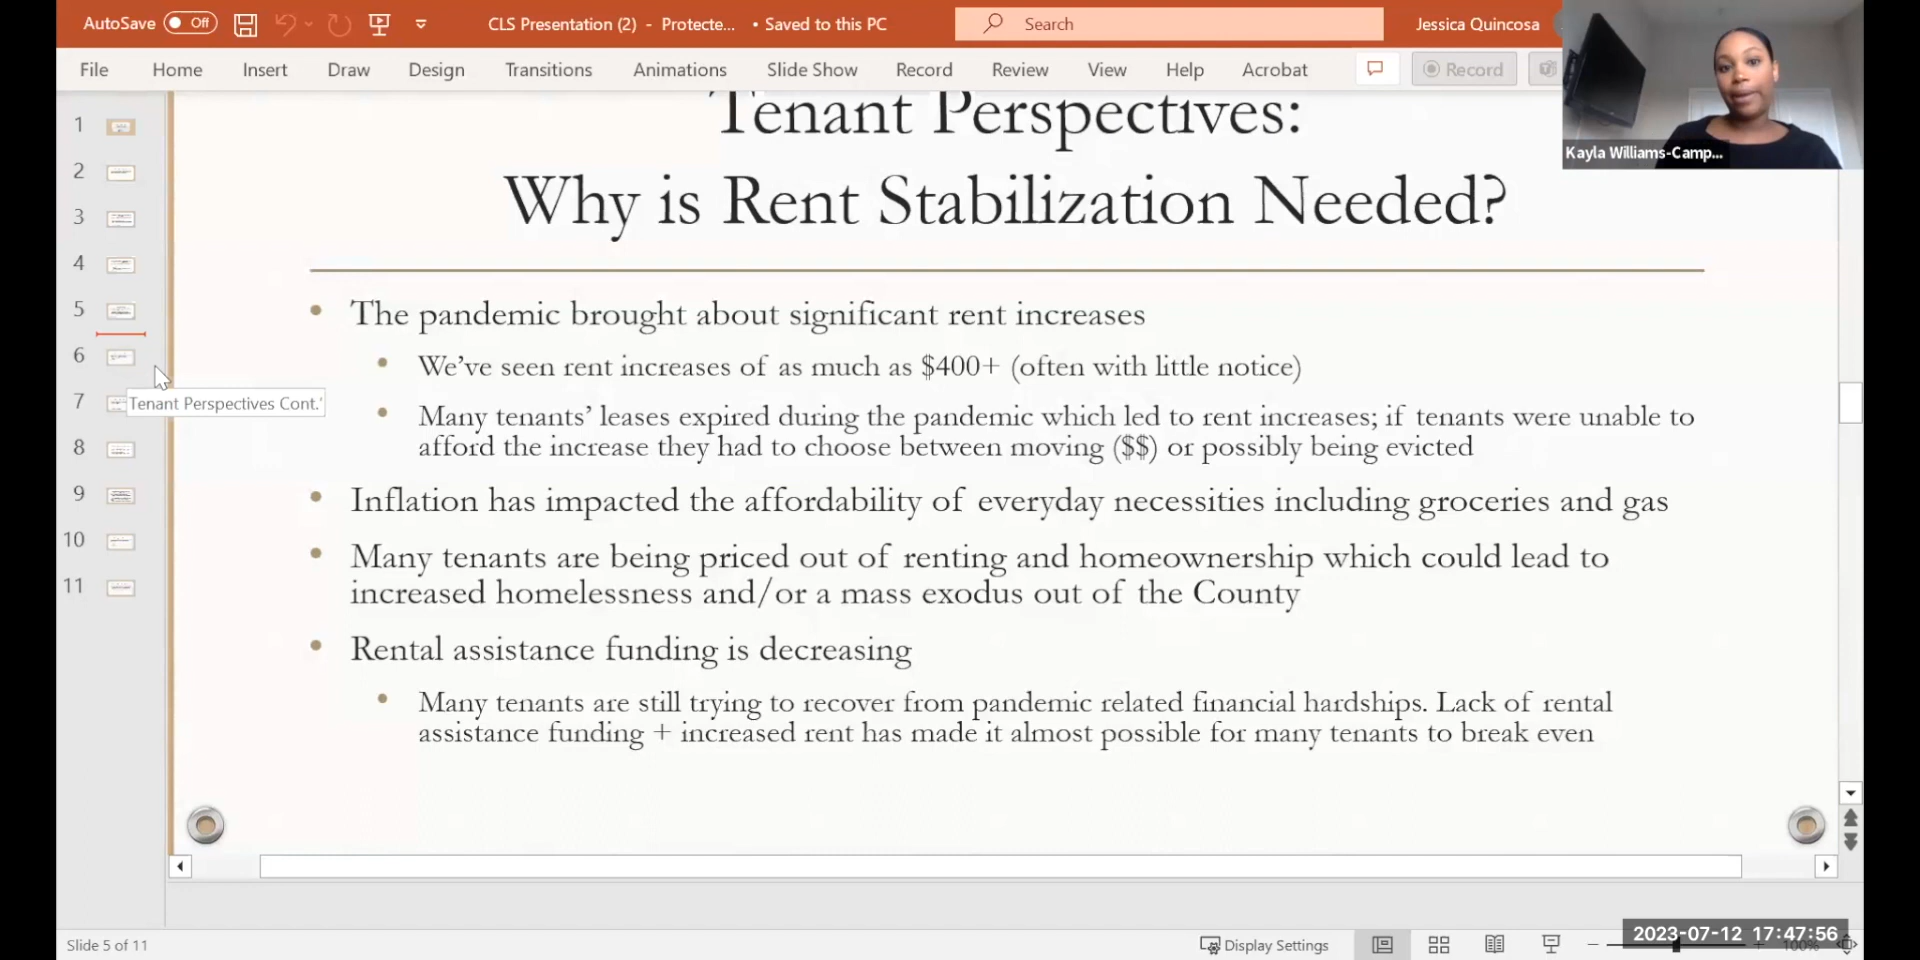 AutoSave Off CLS Presentation (2) - Protecte... • Saved to this PC Search Jessica Quincosa
File Home Insert Draw Design Transitions Animations Slide Show Record Review View Help Acrobat Record
Kayla Williams-Camp...
Tenant Perspectives:
Why is Rent Stabilization Needed?
1
2
3
4
5
6
7
8
9
10
11
Tenant Perspectives Cont.'
• The pandemic brought about significant rent increases
• We've seen rent increases of as much as $400+ (often with little notice)
• Many tenants' leases expired during the pandemic which led to rent increases; if tenants were unable to
afford the increase they had to choose between moving ($$) or possibly being evicted
• Inflation has impacted the affordability of everyday necessities including groceries and gas
• Many tenants are being priced out of renting and homeownership which could lead to
increased homelessness and/or a mass exodus out of the County
• Rental assistance funding is decreasing
• Many tenants are still trying to recover from pandemic related financial hardships. Lack of rental
assistance funding + increased rent has made it almost possible for many tenants to break even
Slide 5 of 11 Display Settings
2023-07-12 17:47:56
100%